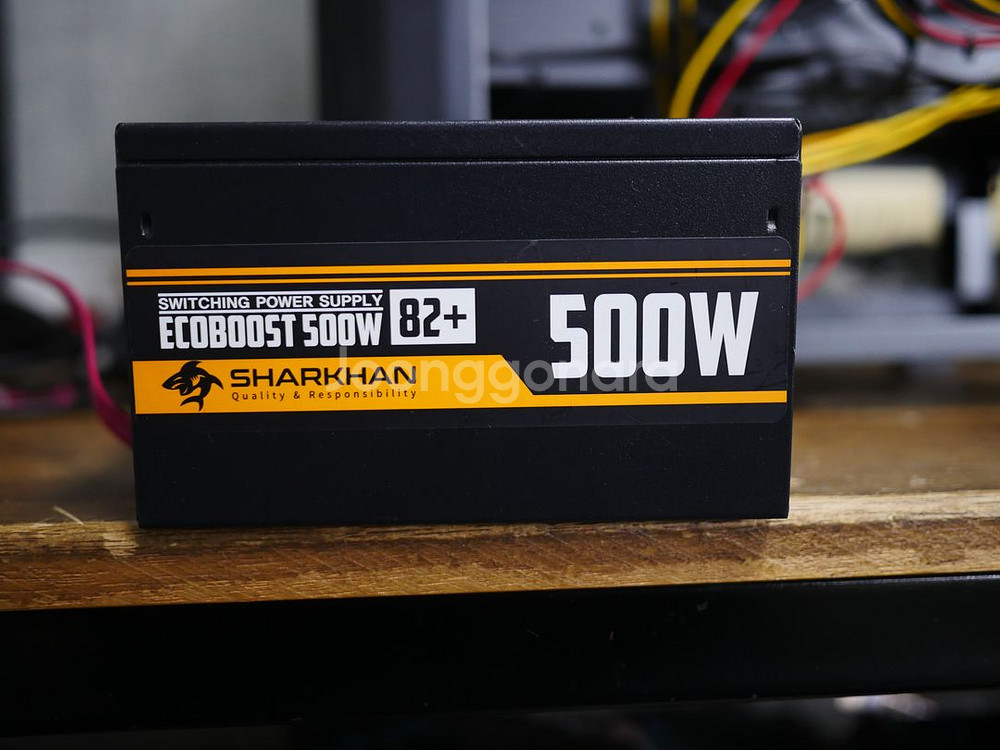 SWITCHING POWER SUPPLY
ECOBOOST 500W 82+
500W
SHARKHAN
Quality & Responsibility